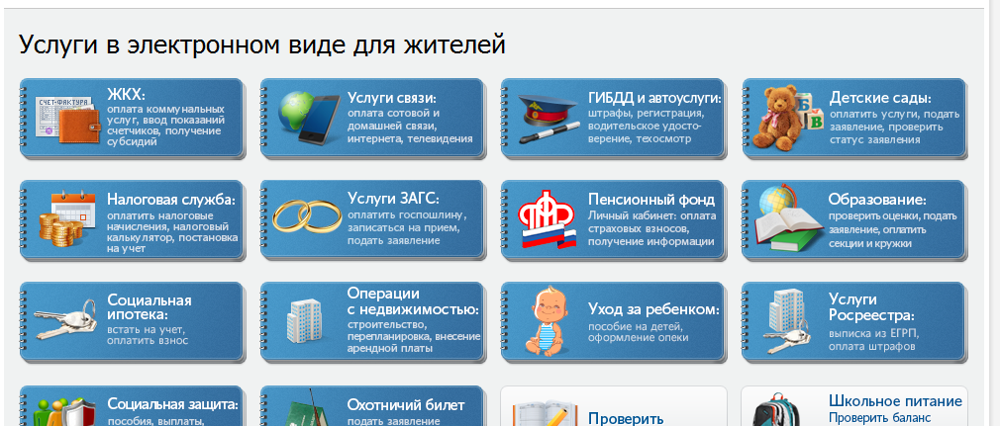 Услуги в электронном виде для жителей
ЖКХ:
оплата коммунальных
услуг, ввод показаний
счетчиков, получение
субсидий
СЧЕТ-ФАКТУРА
Услуги связи:
оплата сотовой и
домашней связи,
интернета, телевидения
ГИБДД и автоуслуги:
штрафы, регистрация,
водительское удосто-
верение, техосмотр
Детские сады:
оплатить услуги, подать
заявление, проверить
статус заявления
Б
В
Налоговая служба:
оплатить налоговые
начисления, налоговый
калькулятор, постановка
на учет
Услуги ЗАГС:
оплатить госпошлину,
записаться на прием,
подать заявление
Пенсионный фонд
Личный кабинет: оплата
страховых взносов,
получение информации
Образование:
проверить оценки, подать
заявление, оплатить
секции и кружки
Социальная
ипотека:
встать на учет,
оплатить взнос
Операции
с недвижимостью:
строительство,
перепланировка, внесение
арендной платы
Уход за ребенком:
пособие на детей,
оформление опеки
Услуги
Росреестра:
выписка из ЕГРП,
оплата штрафов
Социальная защита:
пособия, выплаты,
Охотничий билет
подать заявление
Проверить
Школьное питание
Проверить баланс